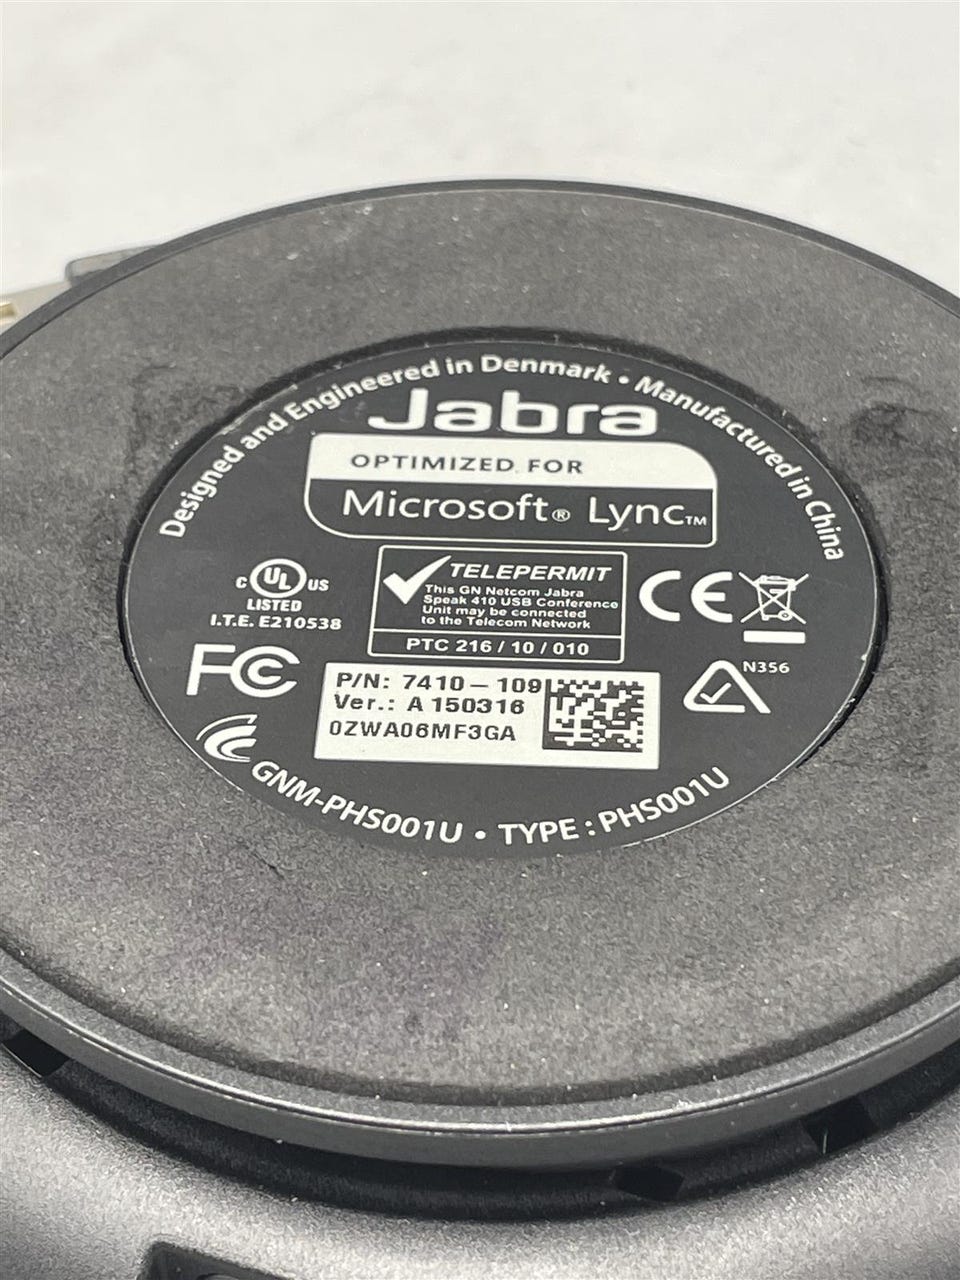 Designed and Engineered in Denmark • Manufactured in China
Jabra
OPTIMIZED FOR
Microsoft® Lync™
C UL US
LISTED
I.T.E. E210538
TELEPERMIT
This GN Netcom Jabra
Speak 410 USB Conference
Unit may be connected
to the Telecom Network
PTC 216 / 10 / 010
CE
FC
N356
P/N: 7410 – 109
Ver.: A 150316
0ZWA06MF3GA
GNM-PHS001U • TYPE : PHS001U